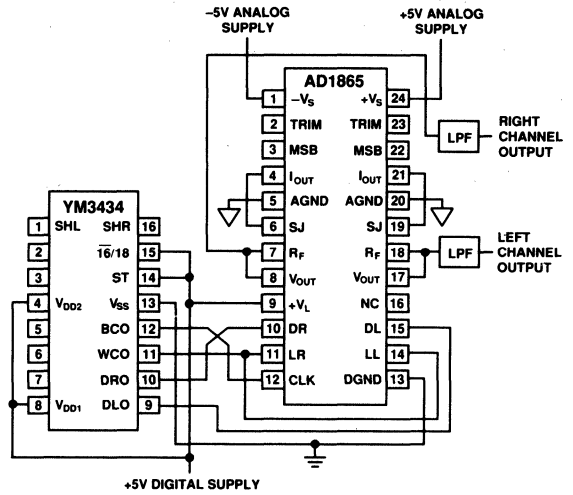 –5V ANALOG
SUPPLY
+5V ANALOG
SUPPLY
AD1865
1 –VS +VS 24
2 TRIM TRIM 23
3 MSB MSB 22
4 IOUT IOUT 21
5 AGND AGND 20
6 SJ SJ 19
7 RF RF 18
8 VOUT VOUT 17
9 +VL NC 16
10 DR DL 15
11 LR LL 14
12 CLK DGND 13
LPF
RIGHT
CHANNEL
OUTPUT
LPF
LEFT
CHANNEL
OUTPUT
YM3434
1 SHL SHR 16
2 16/18 15
3 ST 14
4 VDD2 VSS 13
5 BCO 12
6 WCO 11
7 DRO 10
8 VDD1 DLO 9
+5V DIGITAL SUPPLY